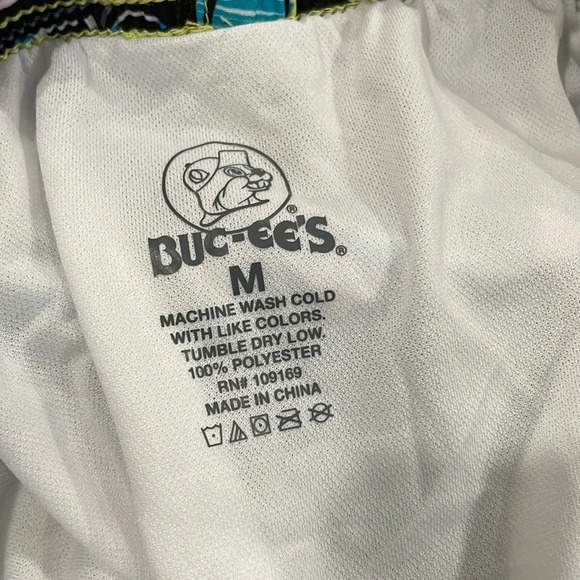 BUC-EE'S®
M
MACHINE WASH COLD
WITH LIKE COLORS.
TUMBLE DRY LOW.
100% POLYESTER
RN# 109169
MADE IN CHINA